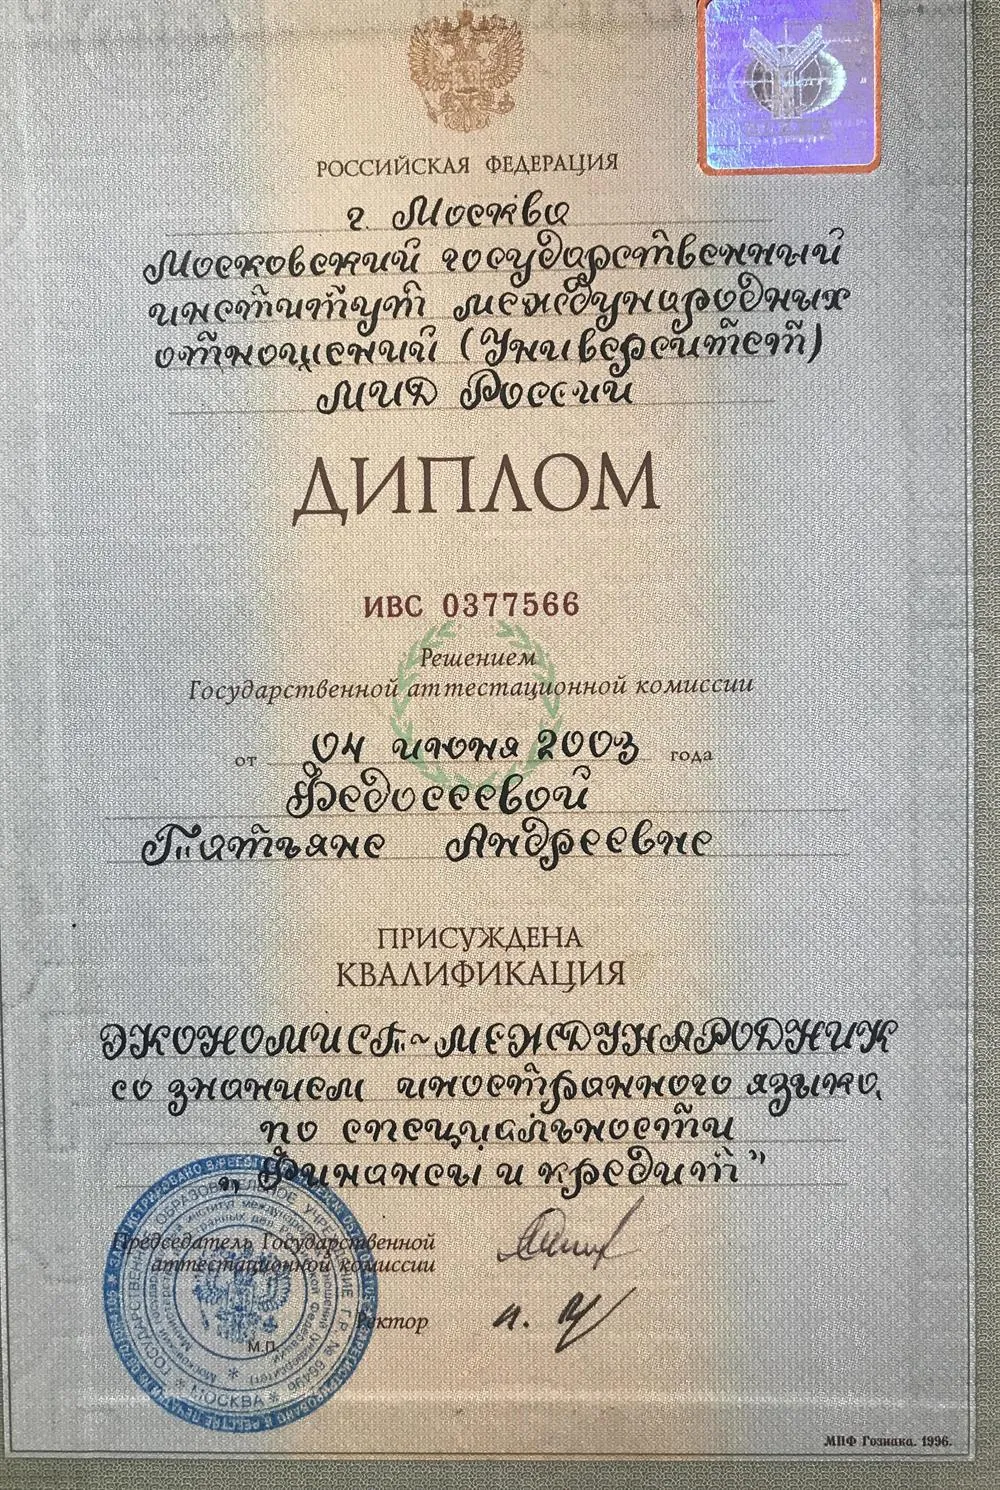 РОССИЙСКАЯ ФЕДЕРАЦИЯ
г. Москва
Московский государственный
институт международных
отношений (Университет)
МИД России
ДИПЛОМ
ИВС 0377566
Решением
Государственной аттестационной комиссии
от 04 июня 2003 года
Федосеевой
Татьяне Андреевне
ПРИСУЖДЕНА
КВАЛИФИКАЦИЯ
ЭКОНОМИСТ-МЕЖДУНАРОДНИК
со знанием иностранного языка,
по специальности
„Финансы и кредит”
Председатель Государственной
аттестационной комиссии
Ректор
М.П.
МОСКВА
МПФ Гознака. 1996.